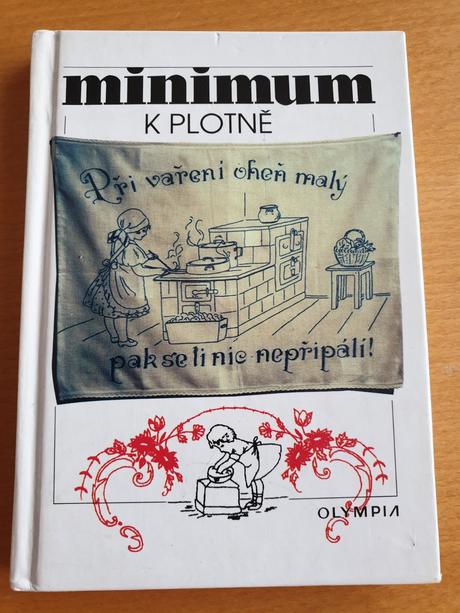 minimum
K PLOTNĚ
Při vaření oheň malý
pak se ti nic nepřipálí!
OLYMPIA